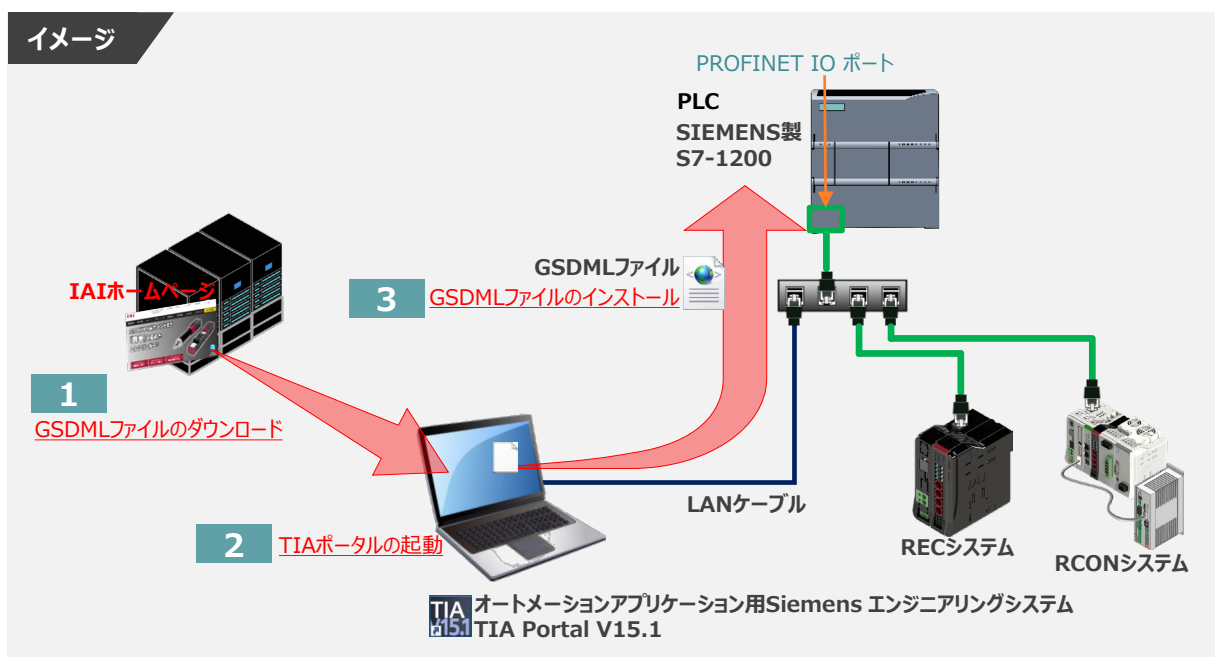 イメージ
PROFINET IO ポート
PLC
SIEMENS製
S7-1200
IAIホームページ
GSDMLファイル
3
GSDMLファイルのインストール
1
GSDMLファイルのダウンロード
LANケーブル
2
TIAポータルの起動
RECシステム
RCONシステム
TIA
V15.1
オートメーションアプリケーション用Siemens エンジニアリングシステム
TIA Portal V15.1